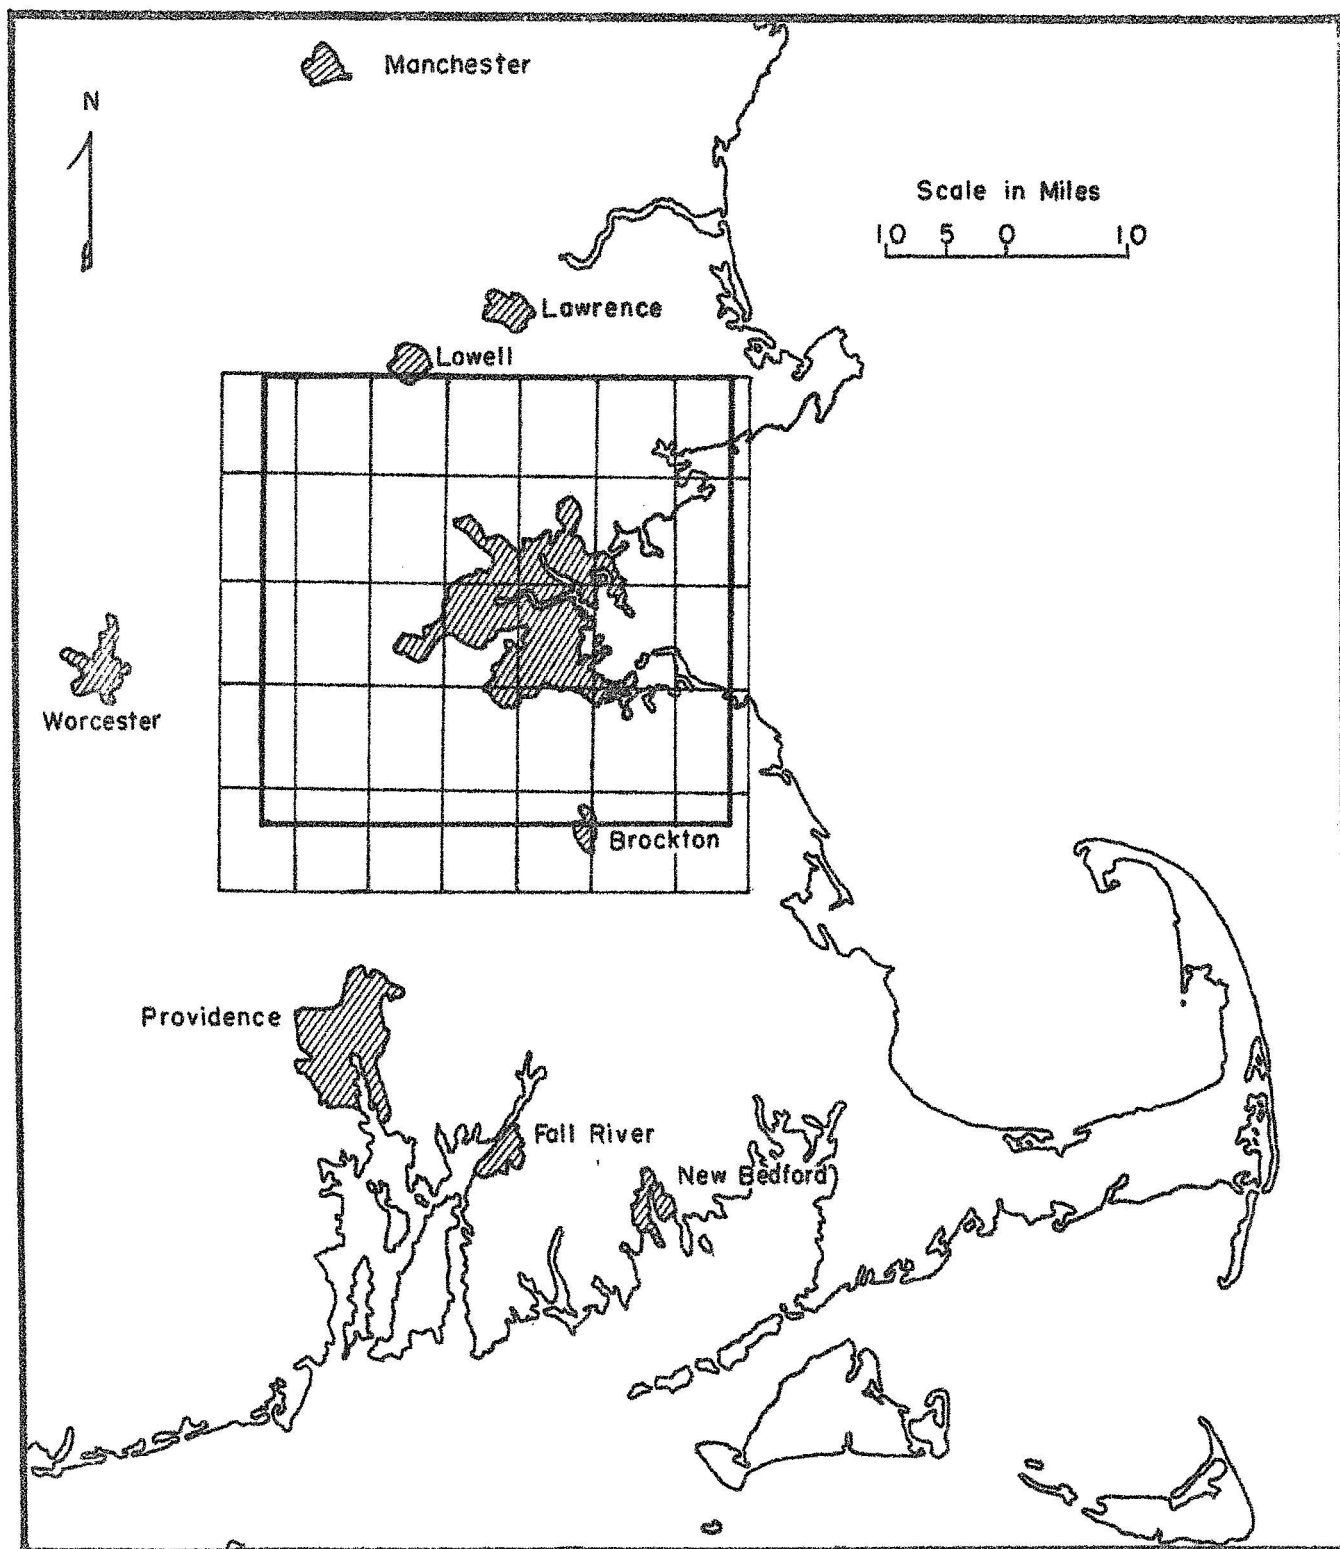 Manchester
N
Scale in Miles
10 5 0 10
Lawrence
Lowell
Worcester
Brockton
Providence
Fall River
New Bedford